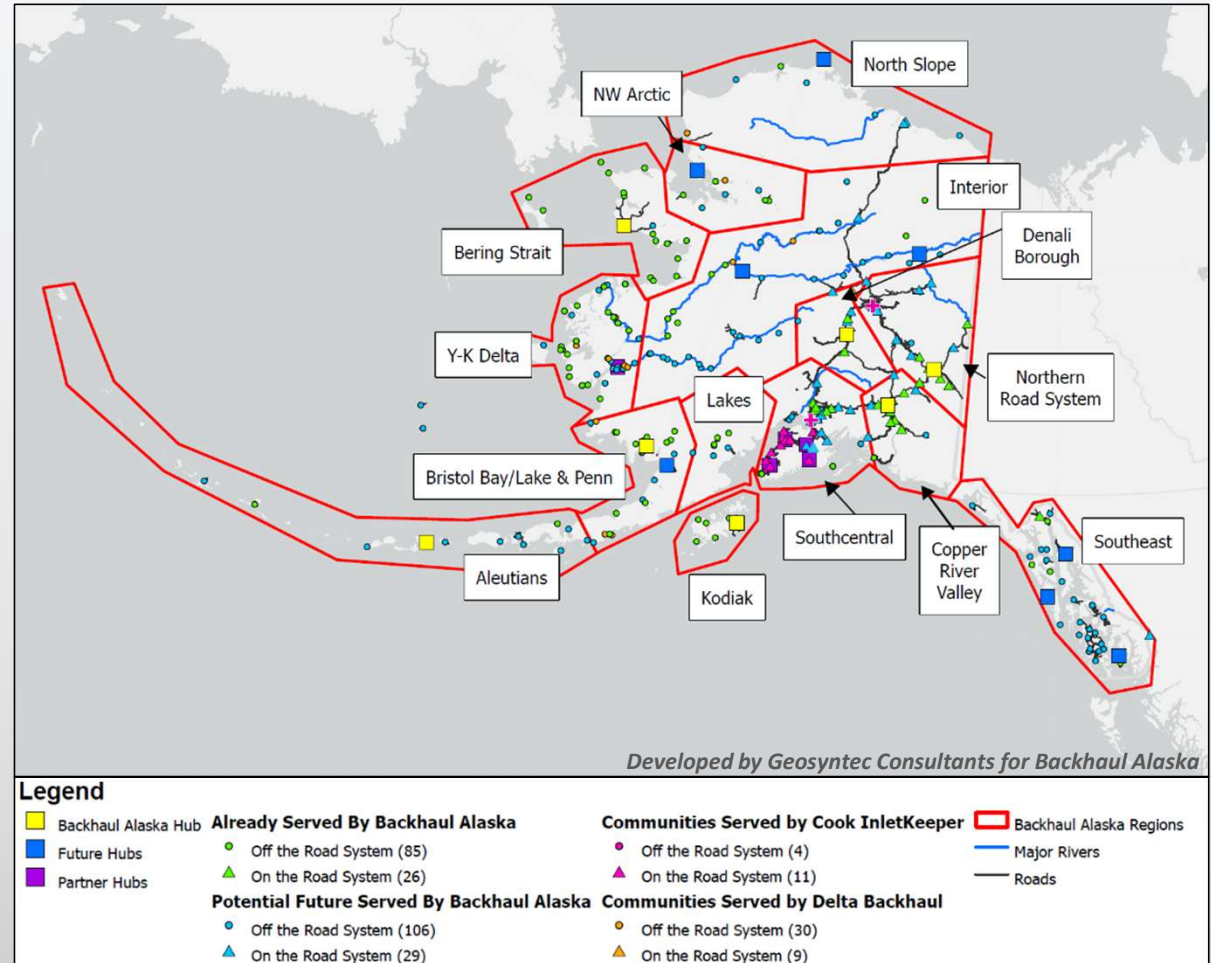 North Slope
NW Arctic
Interior
Denali
Borough
Bering Strait
Y-K Delta
Northern
Road System
Lakes
Bristol Bay/Lake & Penn
Southcentral
Copper
River
Valley
Southeast
Aleutians
Kodiak
Developed by Geosyntec Consultants for Backhaul Alaska
Legend
Backhaul Alaska Hub
Future Hubs
Partner Hubs
Already Served By Backhaul Alaska
Off the Road System (85)
On the Road System (26)
Potential Future Served By Backhaul Alaska
Off the Road System (106)
On the Road System (29)
Communities Served by Cook InletKeeper
Off the Road System (4)
On the Road System (11)
Communities Served by Delta Backhaul
Off the Road System (30)
On the Road System (9)
Backhaul Alaska Regions
Major Rivers
Roads